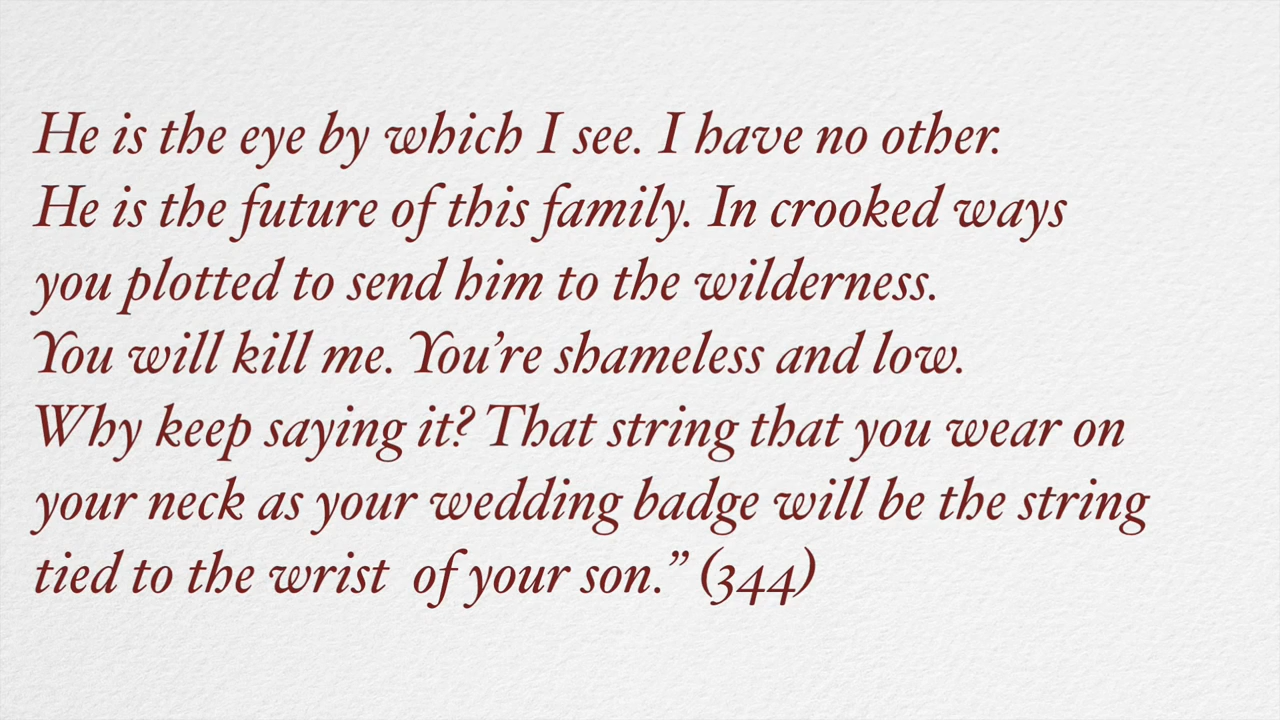 He is the eye by which I see. I have no other.
He is the future of this family. In crooked ways
you plotted to send him to the wilderness.
You will kill me. You’re shameless and low.
Why keep saying it? That string that you wear on
your neck as your wedding badge will be the string
tied to the wrist  of your son.” (344)